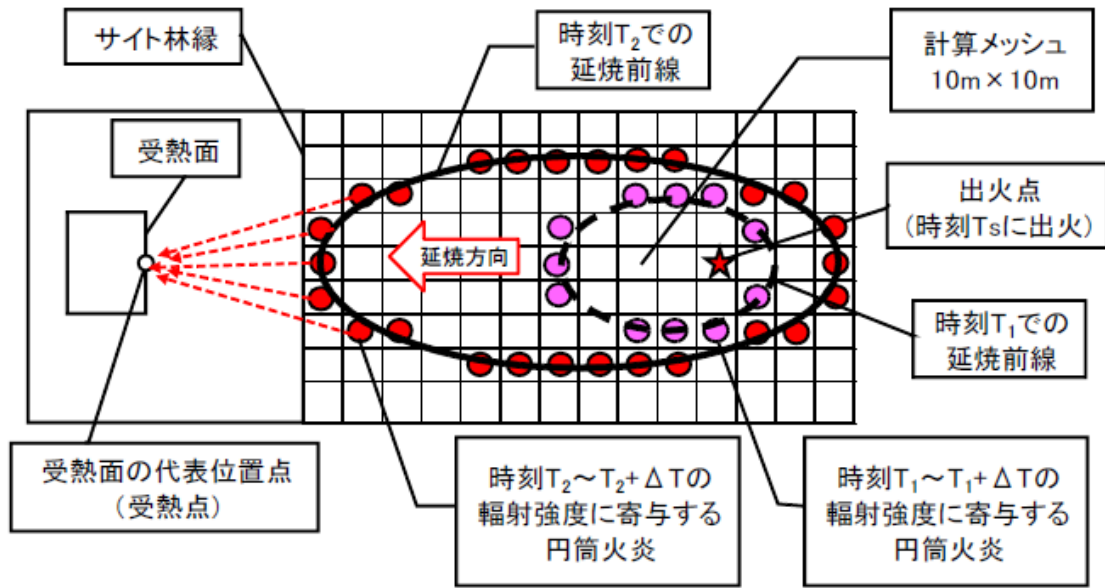 サイト林縁
時刻T₂での
延焼前線
計算メッシュ
10m×10m
受熱面
出火点
(時刻Tsに出火)
延焼方向
時刻T₁での
延焼前線
受熱面の代表位置点
(受熱点)
時刻T₂～T₂+ΔTの
輻射強度に寄与する
円筒火炎
時刻T₁～T₁+ΔTの
輻射強度に寄与する
円筒火炎